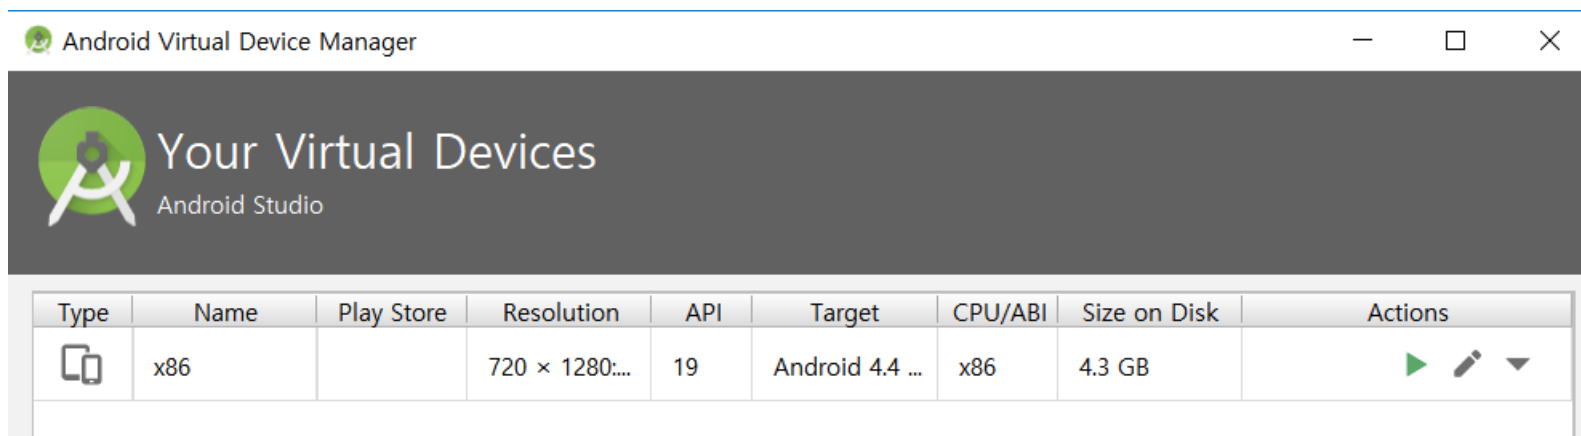 Android Virtual Device Manager
Your Virtual Devices
Android Studio
Type Name Play Store Resolution API Target CPU/ABI Size on Disk Actions
x86 720 × 1280:... 19 Android 4.4 ... x86 4.3 GB